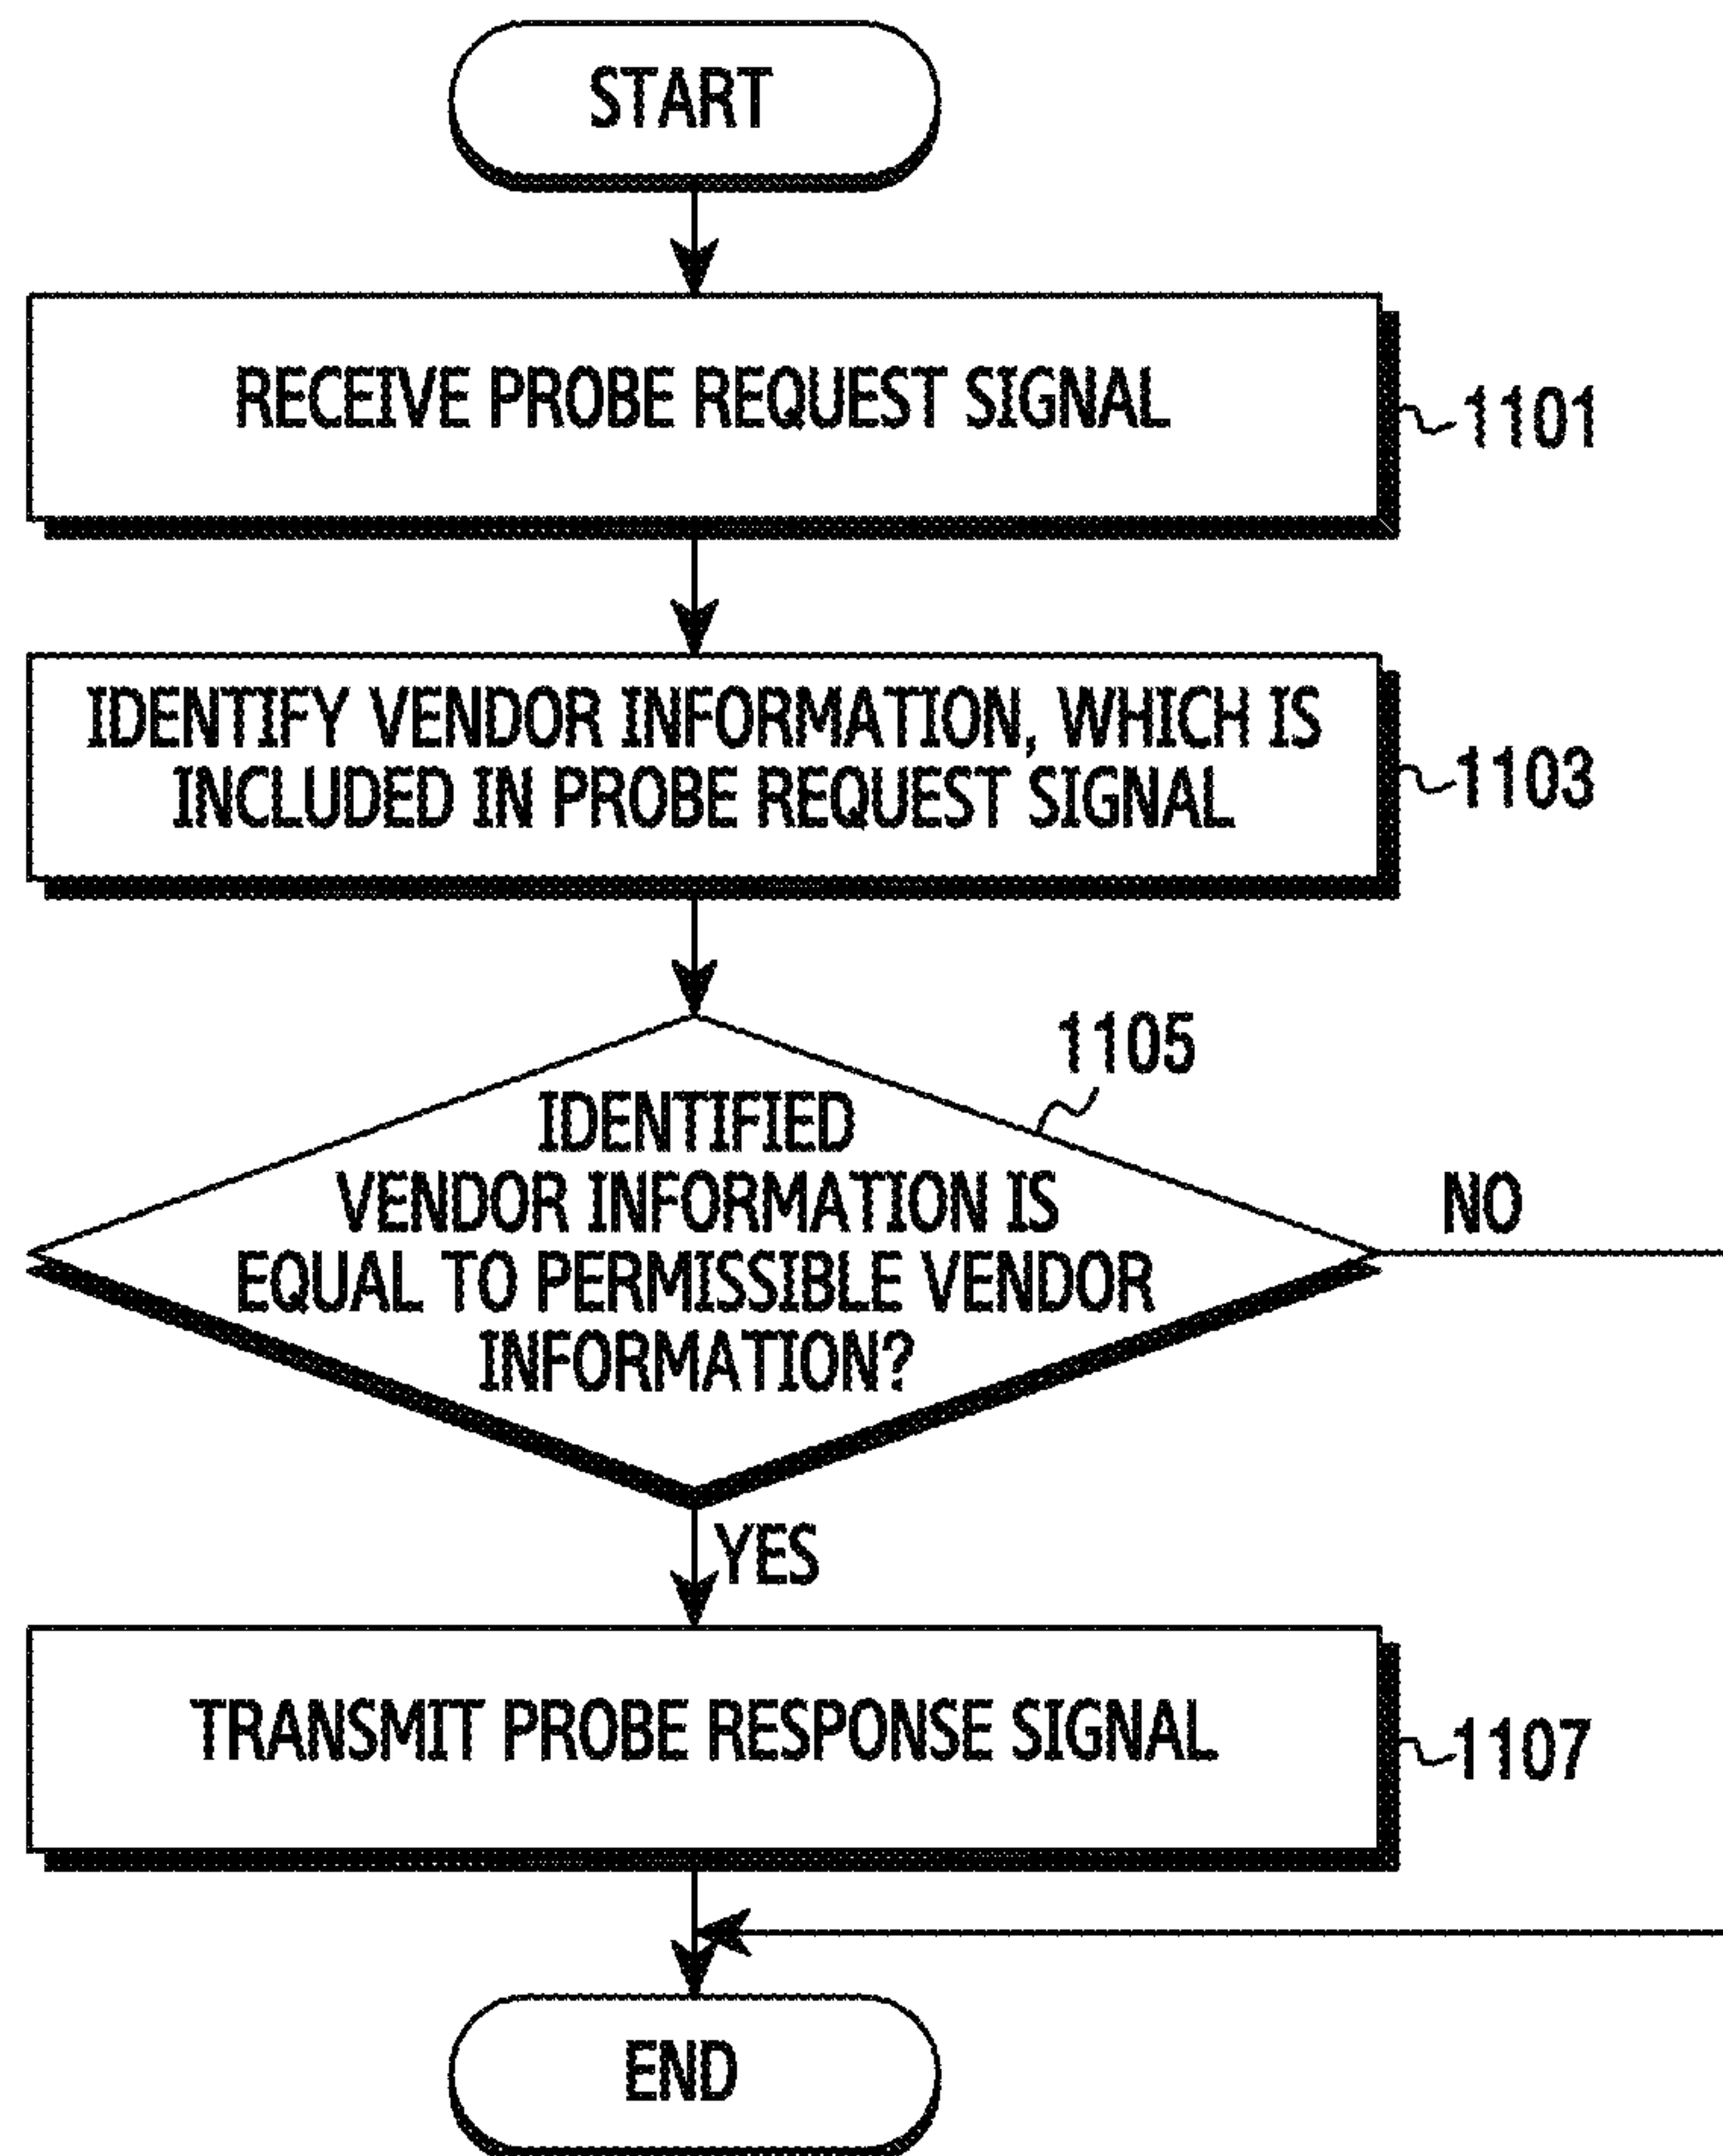 START
RECEIVE PROBE REQUEST SIGNAL
1101
IDENTIFY VENDOR INFORMATION, WHICH IS
INCLUDED IN PROBE REQUEST SIGNAL
1103
1105
IDENTIFIED
VENDOR INFORMATION IS
EQUAL TO PERMISSIBLE VENDOR
INFORMATION?
NO
YES
TRANSMIT PROBE RESPONSE SIGNAL
1107
END